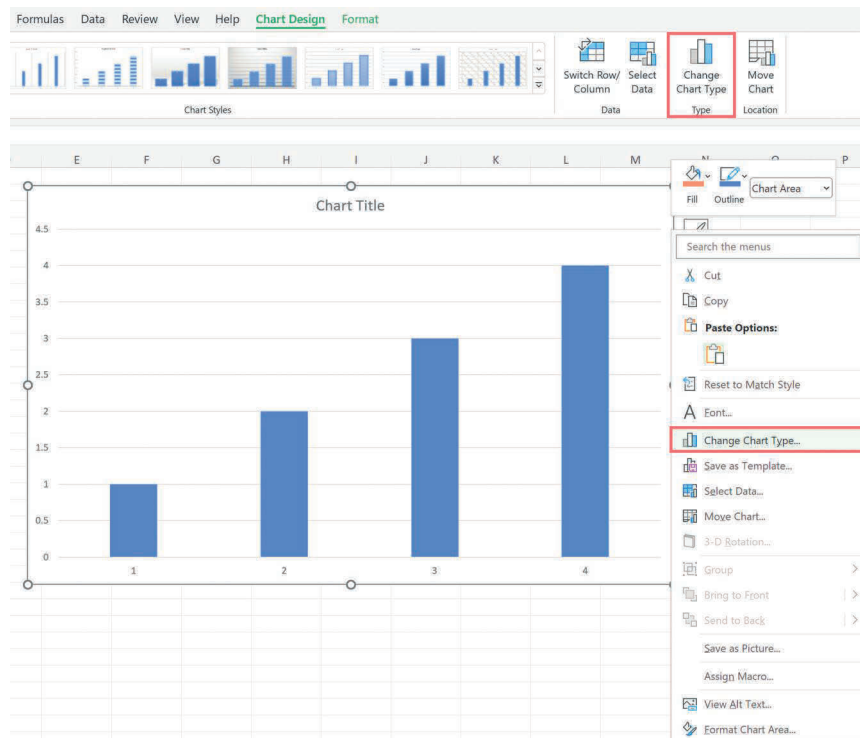 Formulas Data Review View Help Chart Design Format
Switch Row/ Select Change Move
Column Data Chart Type Chart
Chart Styles Data Type Location
E F G H I J K L M P
Fill Outline Chart Area
Chart Title
4.5
4
3.5
3
2.5
2
1.5
1
0.5
0
1 2 3 4
Search the menus
Cut
Copy
Paste Options:
Reset to Match Style
Font...
Change Chart Type...
Save as Template...
Select Data...
Move Chart...
3-D Rotation...
Group
Bring to Front
Send to Back
Save as Picture...
Assign Macro...
View Alt Text...
Format Chart Area...